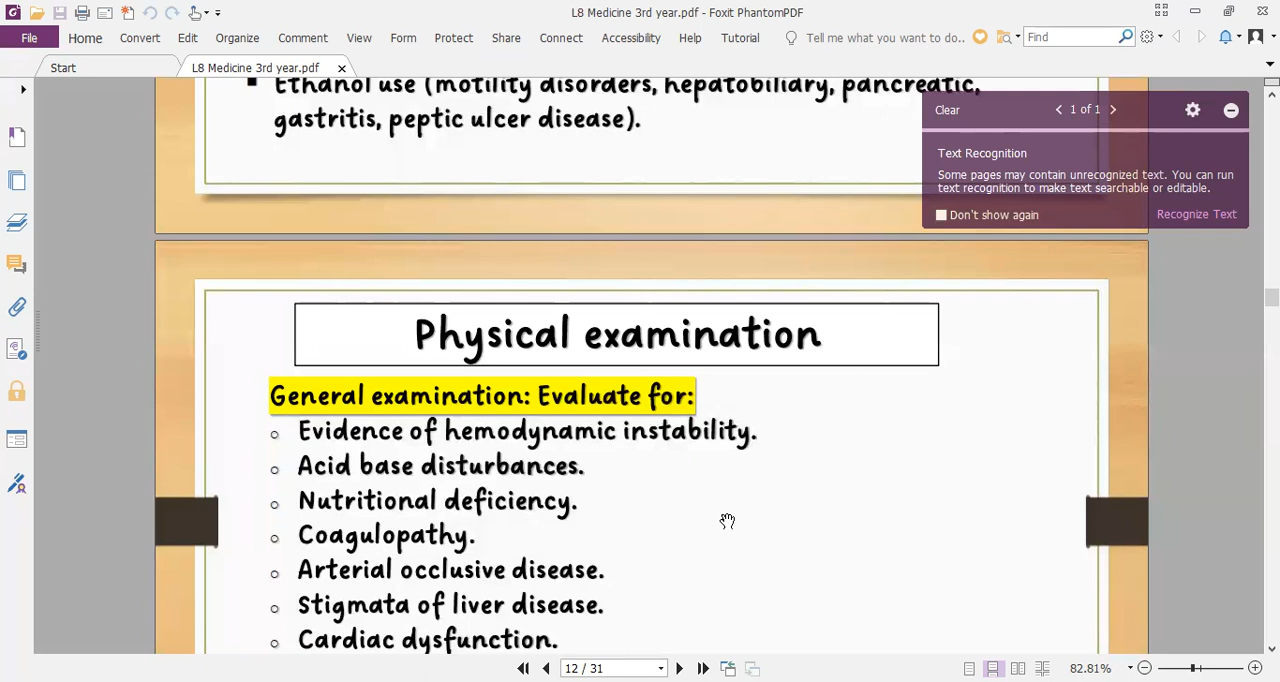 L8 Medicine 3rd year.pdf - Foxit PhantomPDF
File Home Convert Edit Organize Comment View Form Protect Share Connect Accessibility Help Tutorial Tell me what you want to do.. Find
Start L8 Medicine 3rd year.pdf
Ethanol use (motility disorders, hepatobiliary, pancreatic,
gastritis, peptic ulcer disease).
Clear 1 of 1
Text Recognition
Some pages may contain unrecognized text. You can run
text recognition to make text searchable or editable.
Don't show again Recognize Text
Physical examination
General examination: Evaluate for:
Evidence of hemodynamic instability.
Acid base disturbances.
Nutritional deficiency.
Coagulopathy.
Arterial occlusive disease.
Stigmata of liver disease.
Cardiac dysfunction.
12 / 31 82.81%